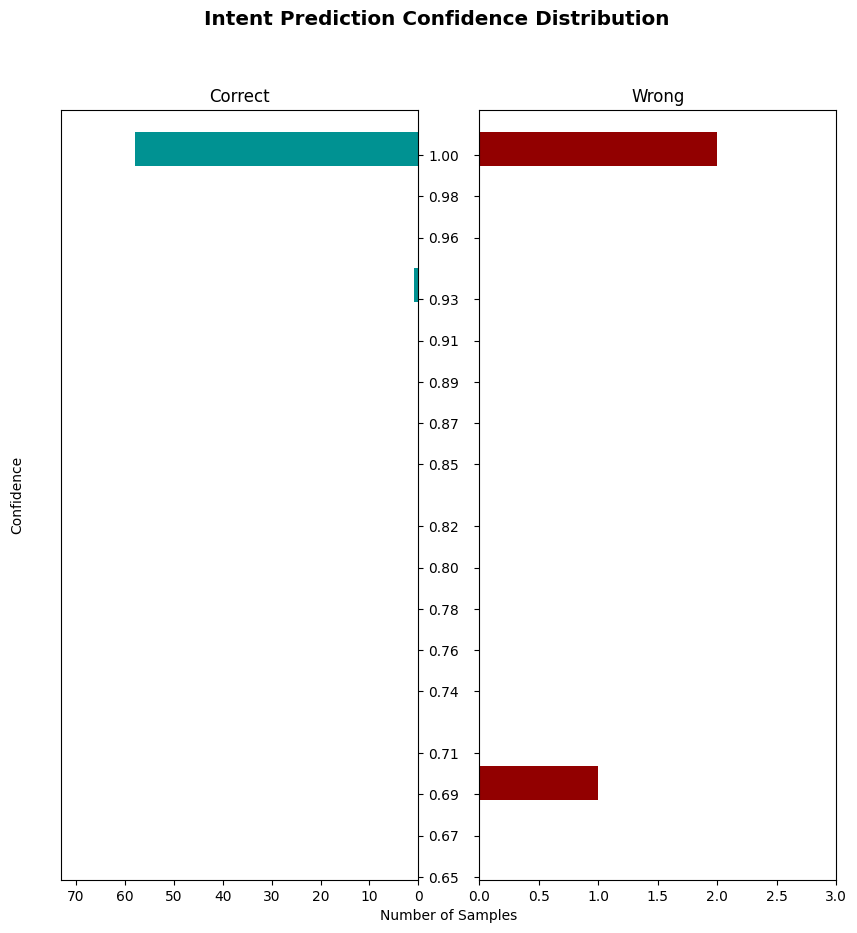 Intent Prediction Confidence Distribution
Correct
Wrong
1.00
0.98
0.96
0.93
0.91
0.89
0.87
0.85
0.82
0.80
0.78
0.76
0.74
0.71
0.69
0.67
0.65
Confidence
70 60 50 40 30 20 10 0
0.0 0.5 1.0 1.5 2.0 2.5 3.0
Number of Samples